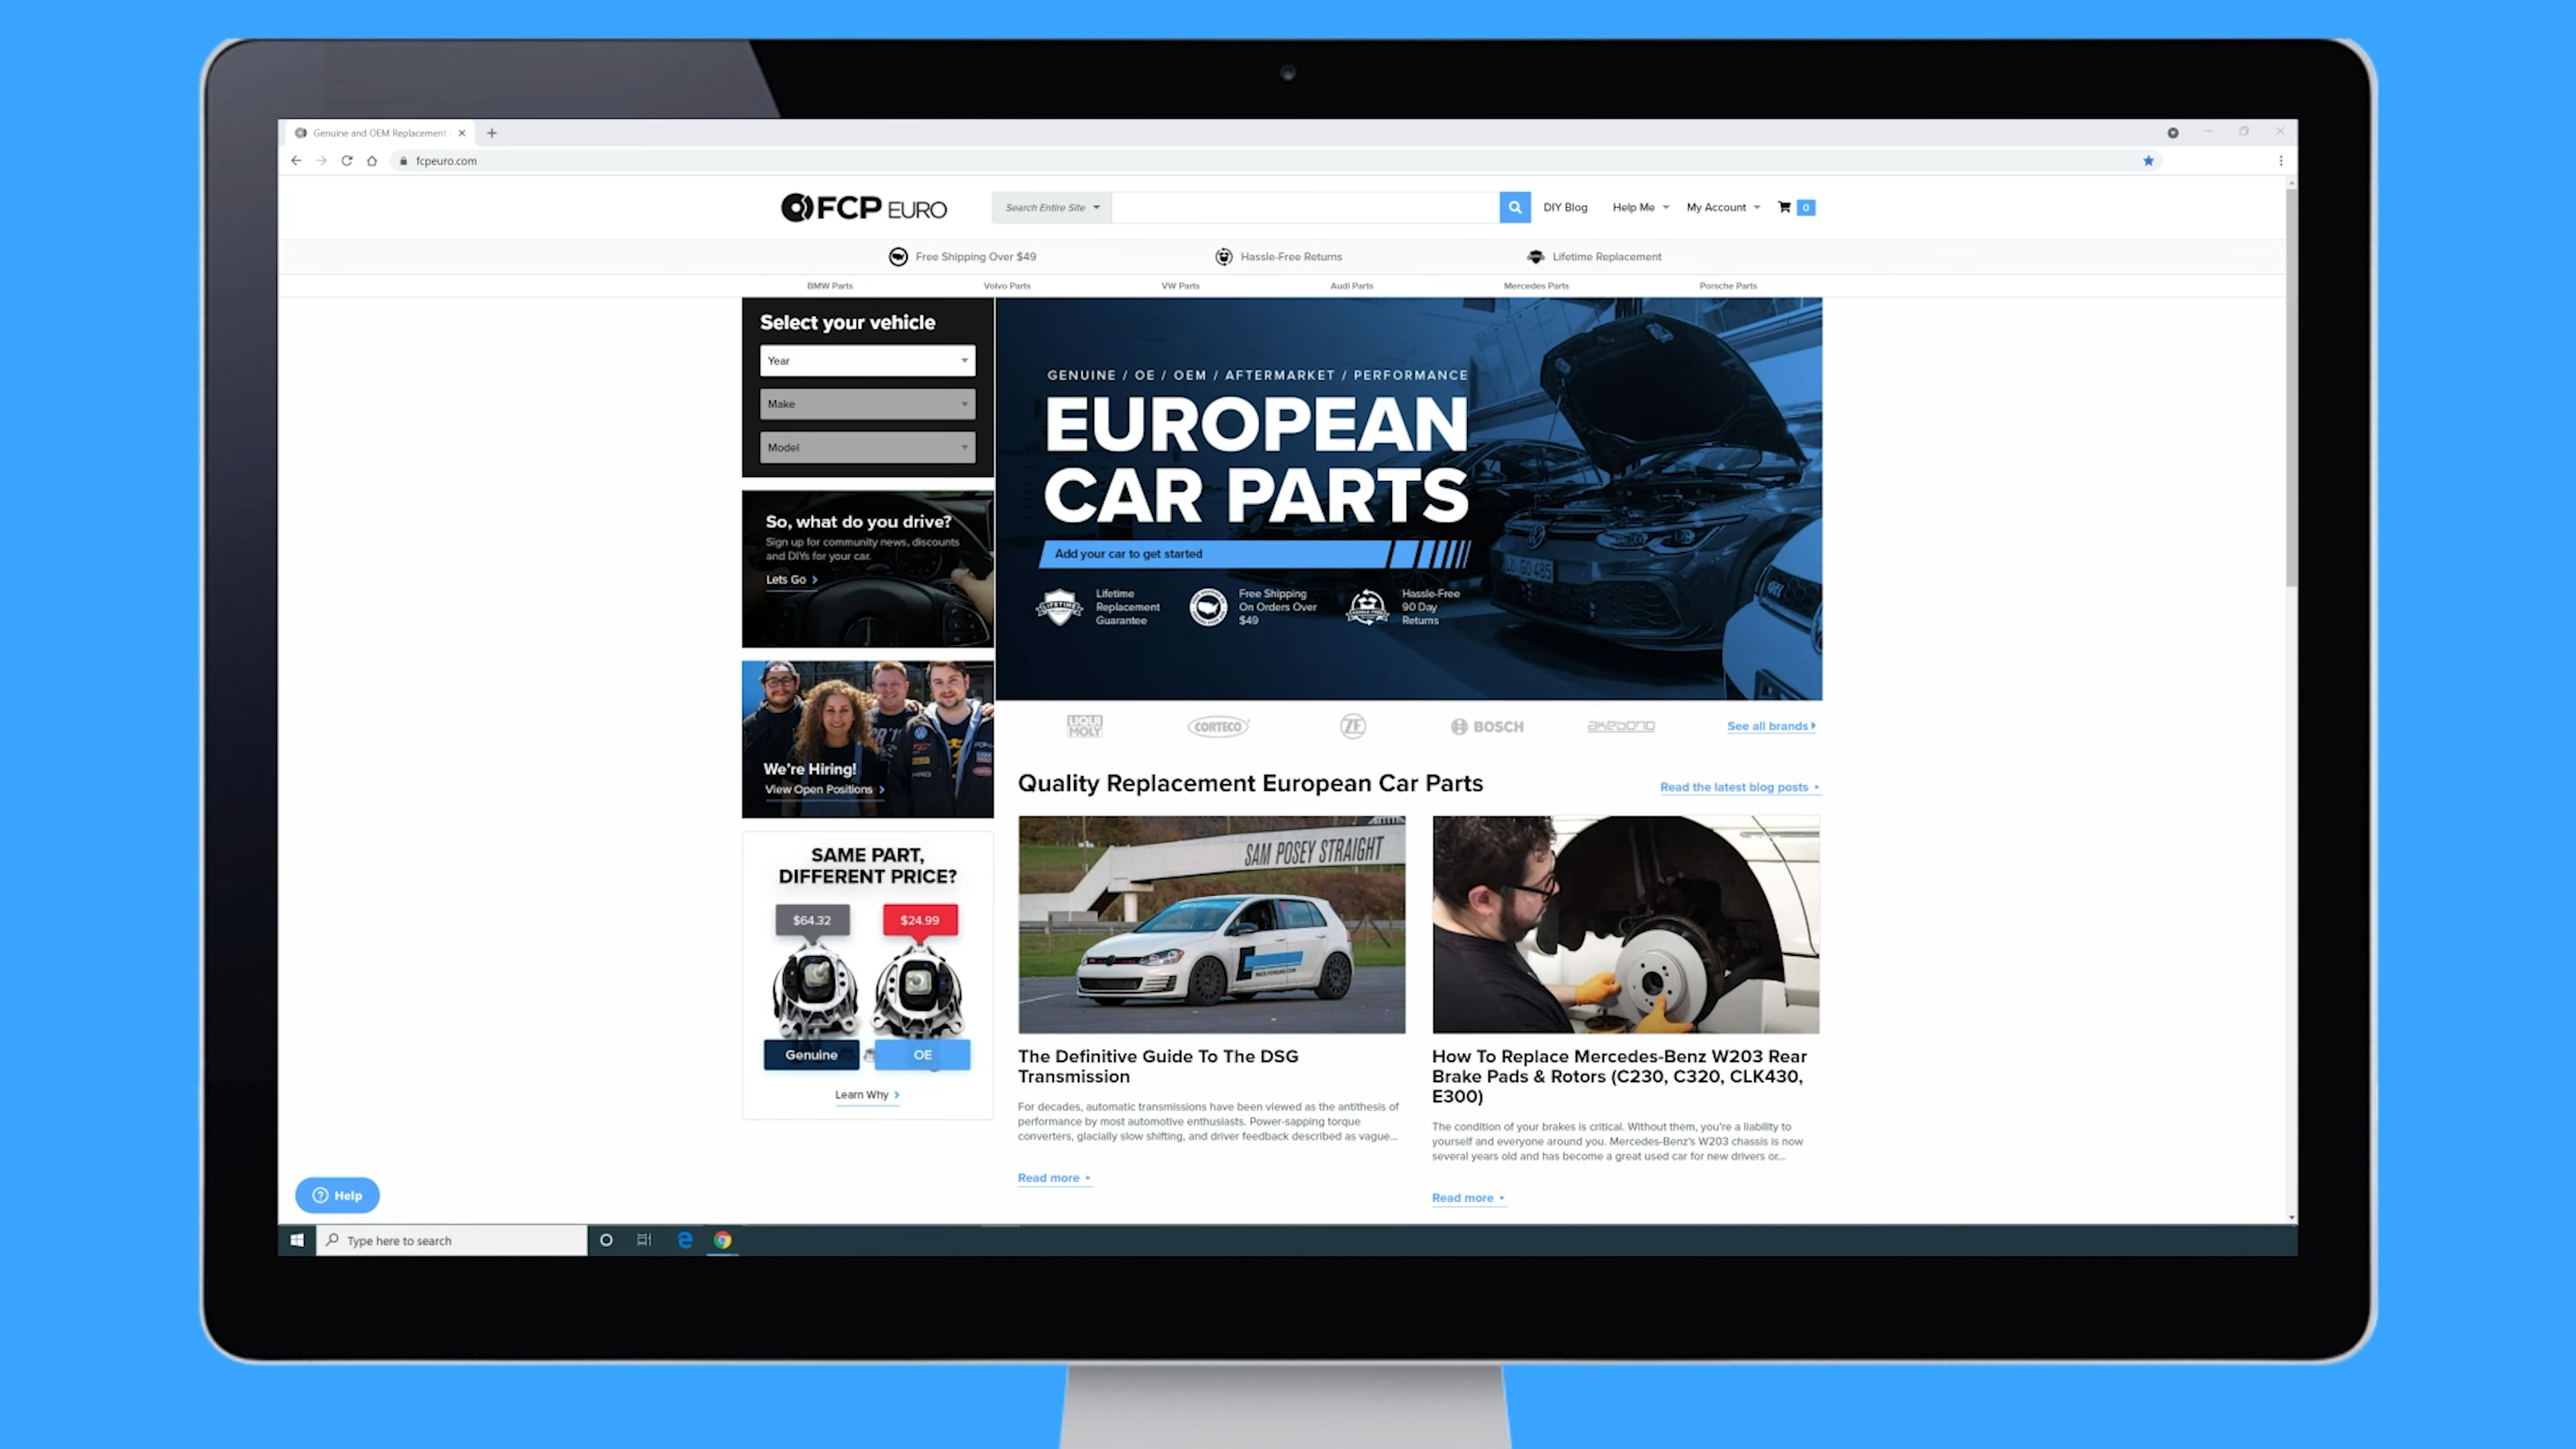 Genuine and OEM Replacement
fcpeuro.com
FCP EURO
Search Entire Site
DIY Blog
Help Me
My Account
0
Free Shipping Over $49
Hassle-Free Returns
Lifetime Replacement
BMW Parts
Volvo Parts
VW Parts
Audi Parts
Mercedes Parts
Porsche Parts
Select your vehicle
Year
Make
Model
So, what do you drive?
Sign up for community news, discounts
and DIYs for your car.
Lets Go
We're Hiring!
View Open Positions
SAME PART,
DIFFERENT PRICE?
$64.32
$24.99
Genuine
OE
Learn Why
GENUINE / OE / OEM / AFTERMARKET / PERFORMANCE
EUROPEAN
CAR PARTS
Add your car to get started
LIFETIME
Lifetime
Replacement
Guarantee
Free Shipping
On Orders Over
$49
Hassle-Free
90 Day
Returns
LIQUI
MOLY
CORTECO
ZF
BOSCH
akebono
See all brands
Quality Replacement European Car Parts
Read the latest blog posts
SAM POSEY STRAIGHT
The Definitive Guide To The DSG
Transmission
For decades, automatic transmissions have been viewed as the antithesis of
performance by most automotive enthusiasts. Power-sapping torque
converters, glacially slow shifting, and driver feedback described as vague...
Read more
How To Replace Mercedes-Benz W203 Rear
Brake Pads & Rotors (C230, C320, CLK430,
E300)
The condition of your brakes is critical. Without them, you're a liability to
yourself and everyone around you. Mercedes-Benz's W203 chassis is now
several years old and has become a great used car for new drivers or...
Read more
Help
Type here to search